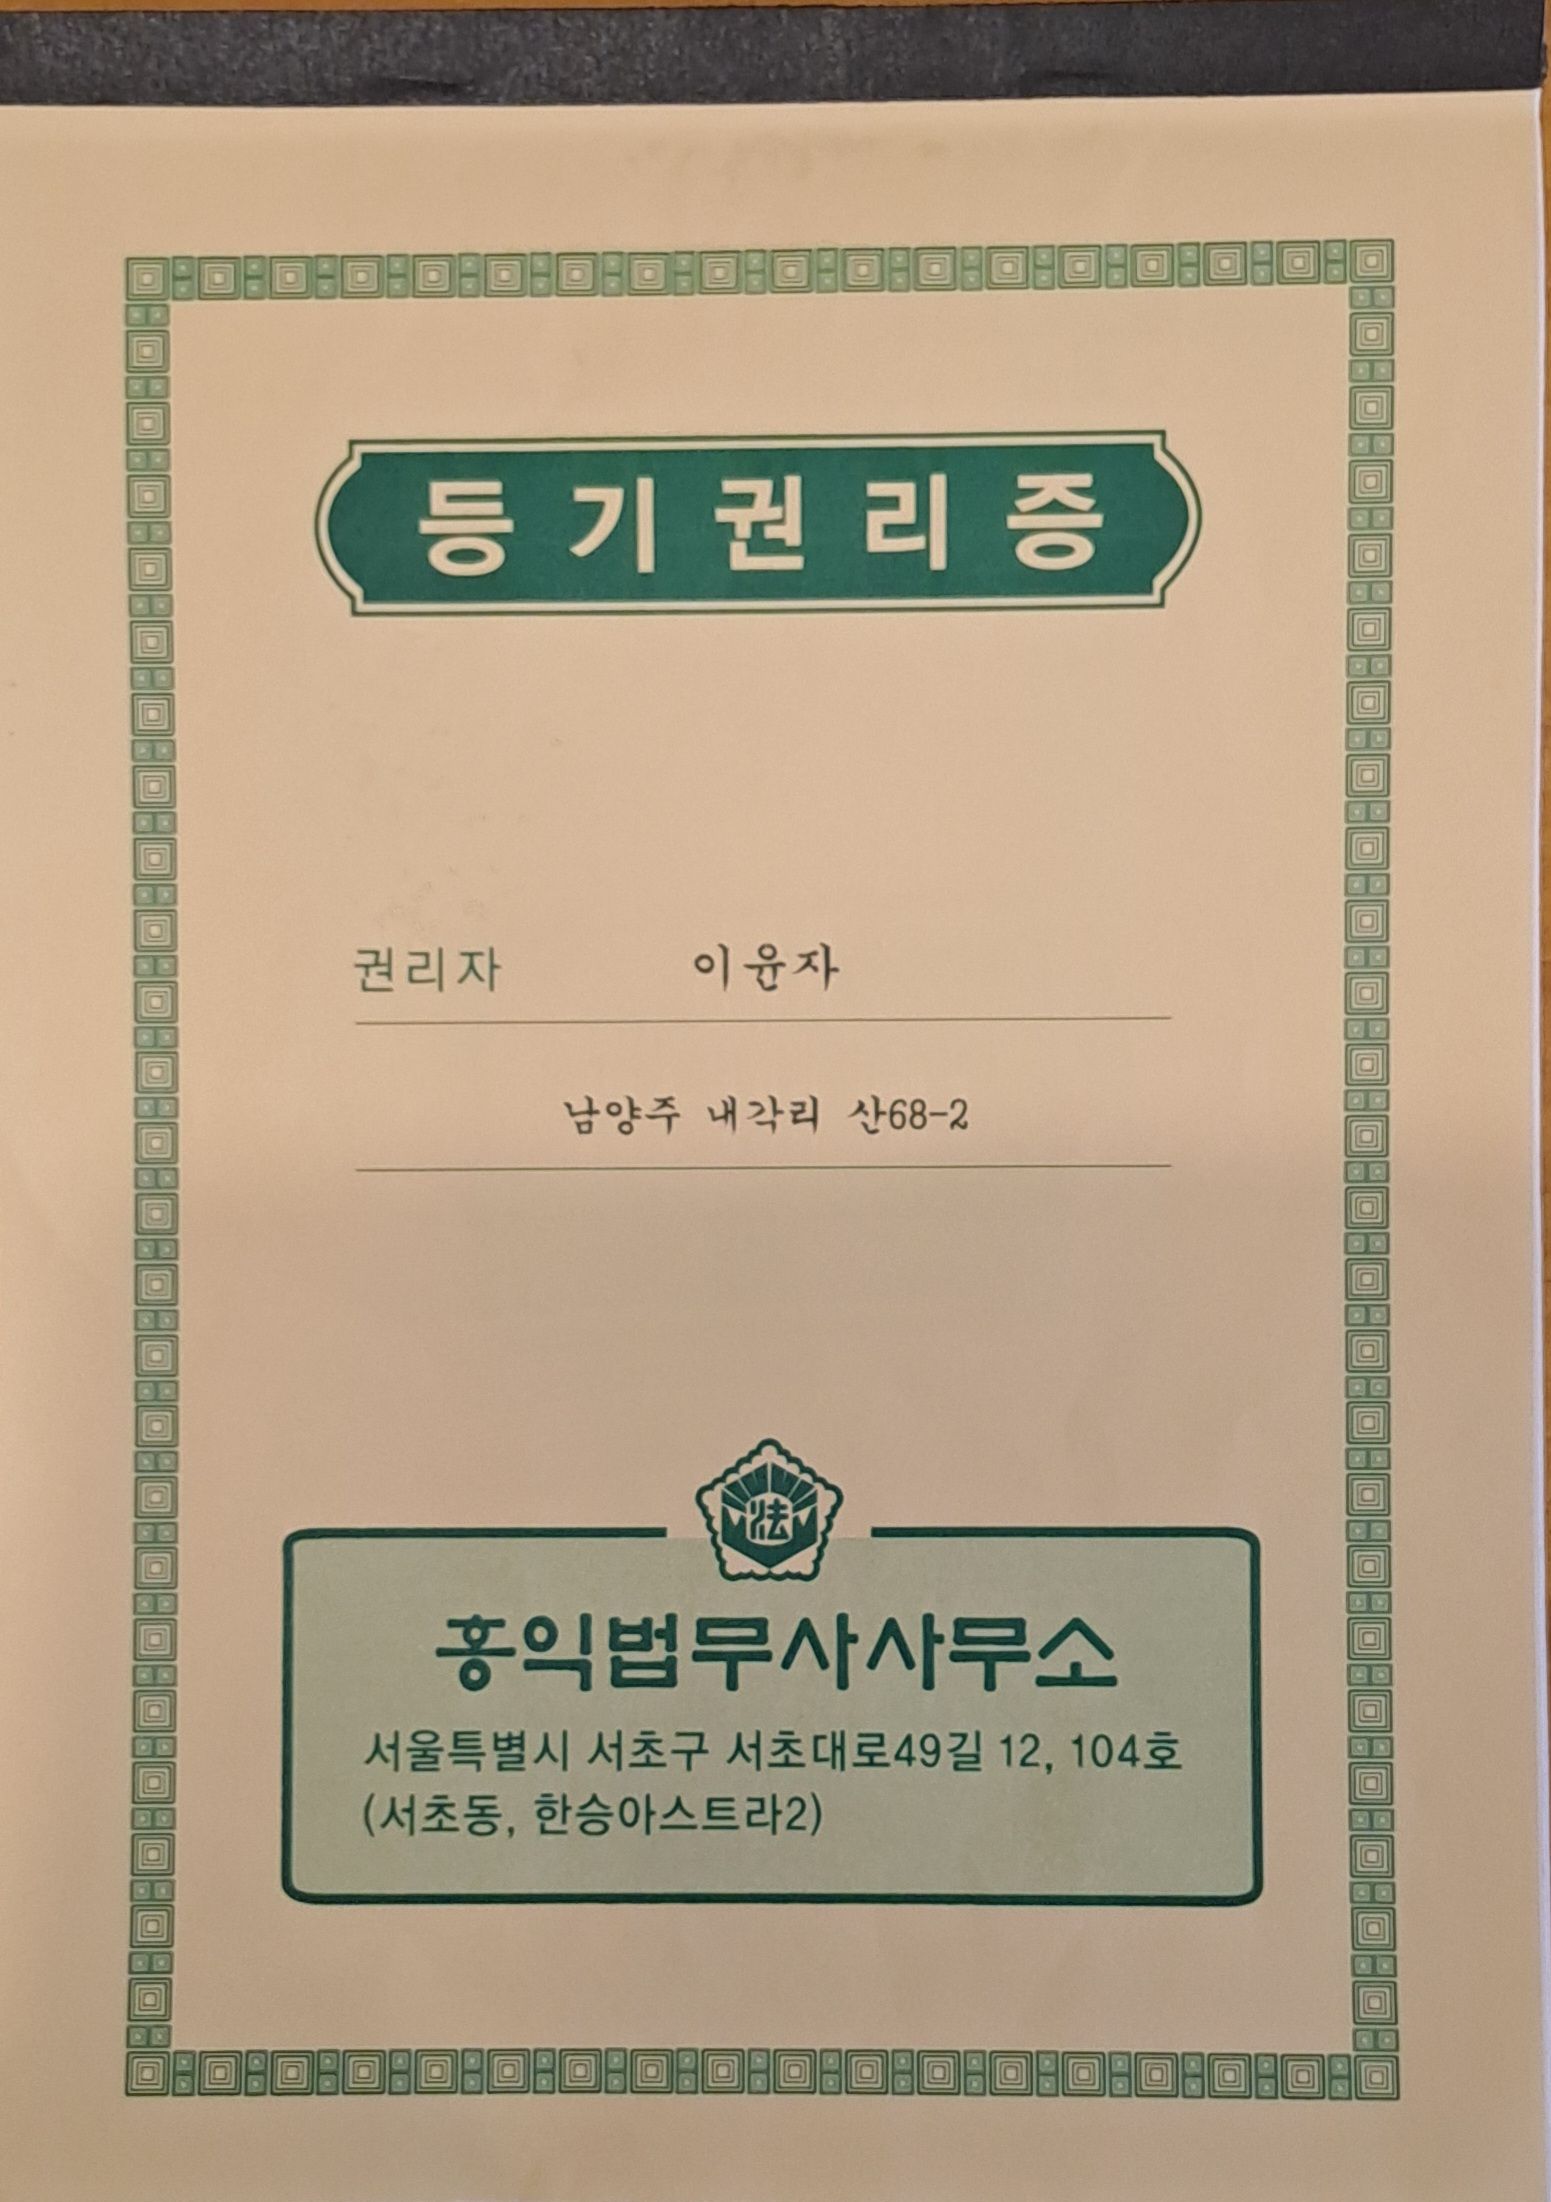 등기권리증
권리자 이윤자
남양주 내각리 산68-2
法
홍익법무사사무소
서울특별시 서초구 서초대로49길 12, 104호
(서초동, 한승아스트라2)